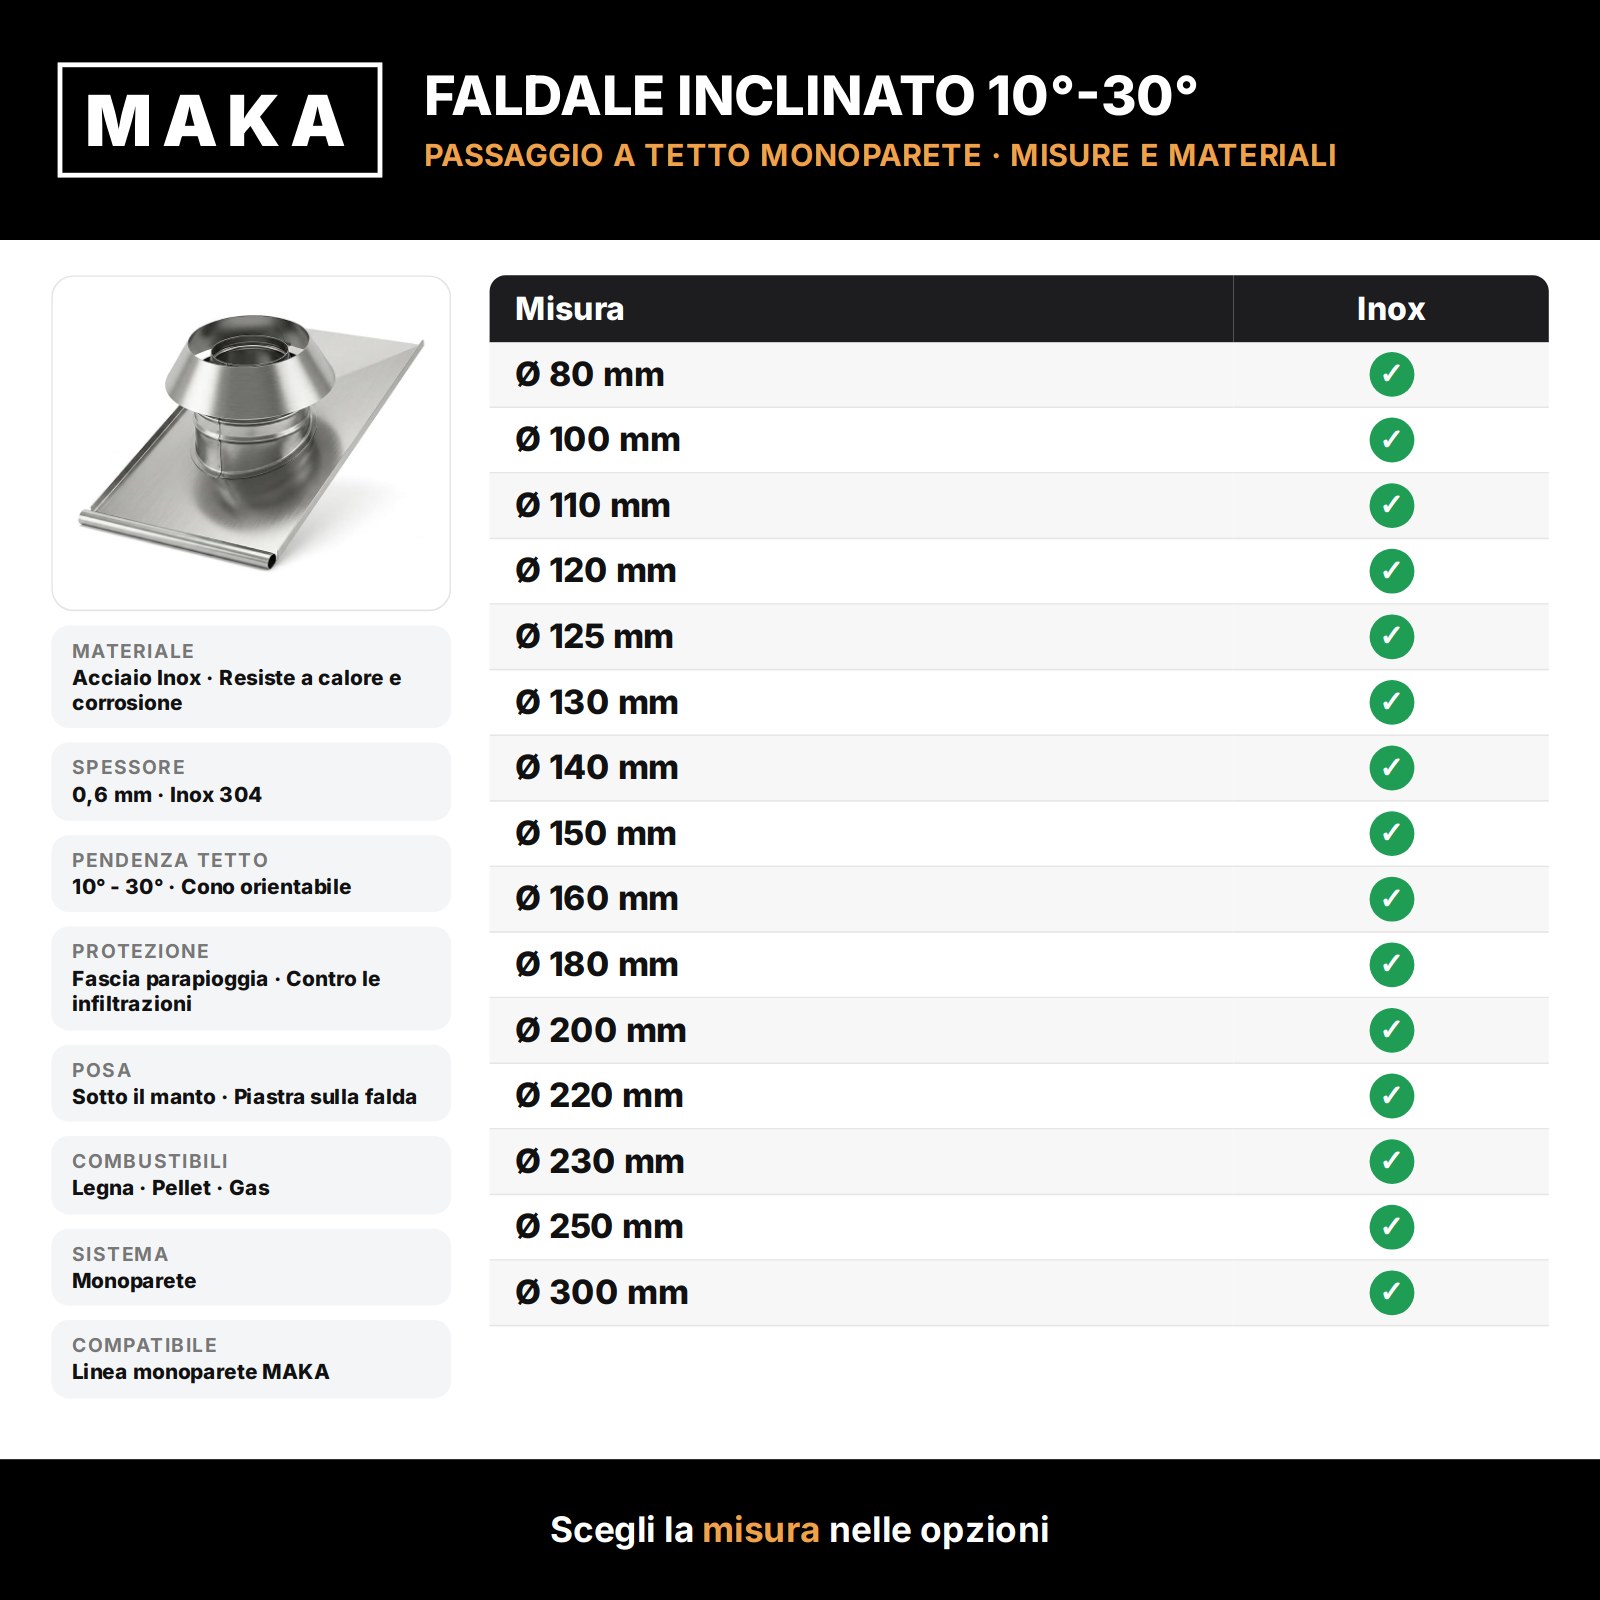 MAKA
FALDALE INCLINATO 10°-30°
PASSAGGIO A TETTO MONOPARETE · MISURE E MATERIALI
MATERIALE
Acciaio Inox · Resiste a calore e
corrosione
SPESSORE
0,6 mm · Inox 304
PENDENZA TETTO
10° - 30° · Cono orientabile
PROTEZIONE
Fascia parapioggia · Contro le
infiltrazioni
POSA
Sotto il manto · Piastra sulla falda
COMBUSTIBILI
Legna · Pellet · Gas
SISTEMA
Monoparete
COMPATIBILE
Linea monoparete MAKA
Misura Inox
Ø 80 mm ✓
Ø 100 mm ✓
Ø 110 mm ✓
Ø 120 mm ✓
Ø 125 mm ✓
Ø 130 mm ✓
Ø 140 mm ✓
Ø 150 mm ✓
Ø 160 mm ✓
Ø 180 mm ✓
Ø 200 mm ✓
Ø 220 mm ✓
Ø 230 mm ✓
Ø 250 mm ✓
Ø 300 mm ✓
Scegli la misura nelle opzioni